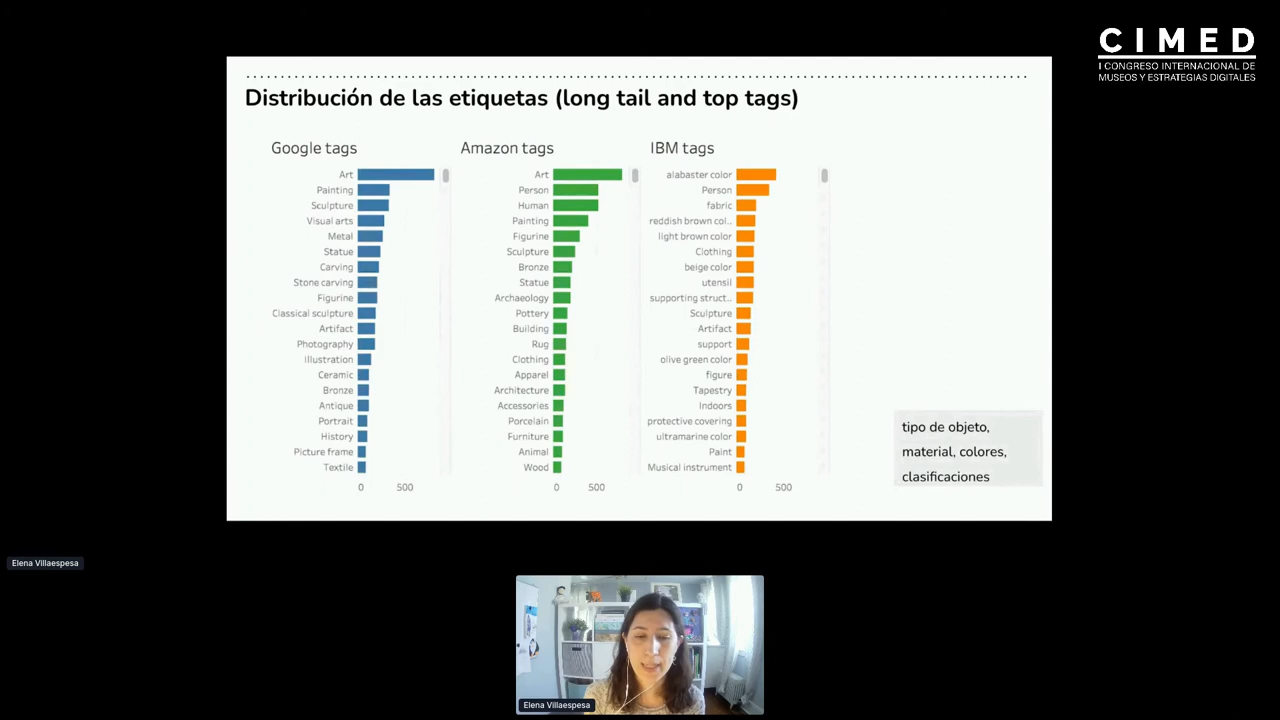 CIMED
I CONGRESO INTERNACIONAL DE
MUSEOS Y ESTRATEGIAS DIGITALES
Distribución de las etiquetas (long tail and top tags)
Google tags
Art
Painting
Sculpture
Visual arts
Metal
Statue
Carving
Stone carving
Figurine
Classical sculpture
Artifact
Photography
Illustration
Ceramic
Bronze
Antique
Portrait
History
Picture frame
Textile
0 500
Amazon tags
Art
Person
Human
Painting
Figurine
Sculpture
Bronze
Statue
Archaeology
Pottery
Building
Rug
Clothing
Apparel
Architecture
Accessories
Porcelain
Furniture
Animal
Wood
0 500
IBM tags
alabaster color
Person
fabric
reddish brown col..
light brown color
Clothing
beige color
utensil
supporting struct..
Sculpture
Artifact
support
olive green color
figure
Tapestry
Indoors
protective covering
ultramarine color
Paint
Musical instrument
0 500
tipo de objeto,
material, colores,
clasificaciones
Elena Villaespesa
Elena Villaespesa